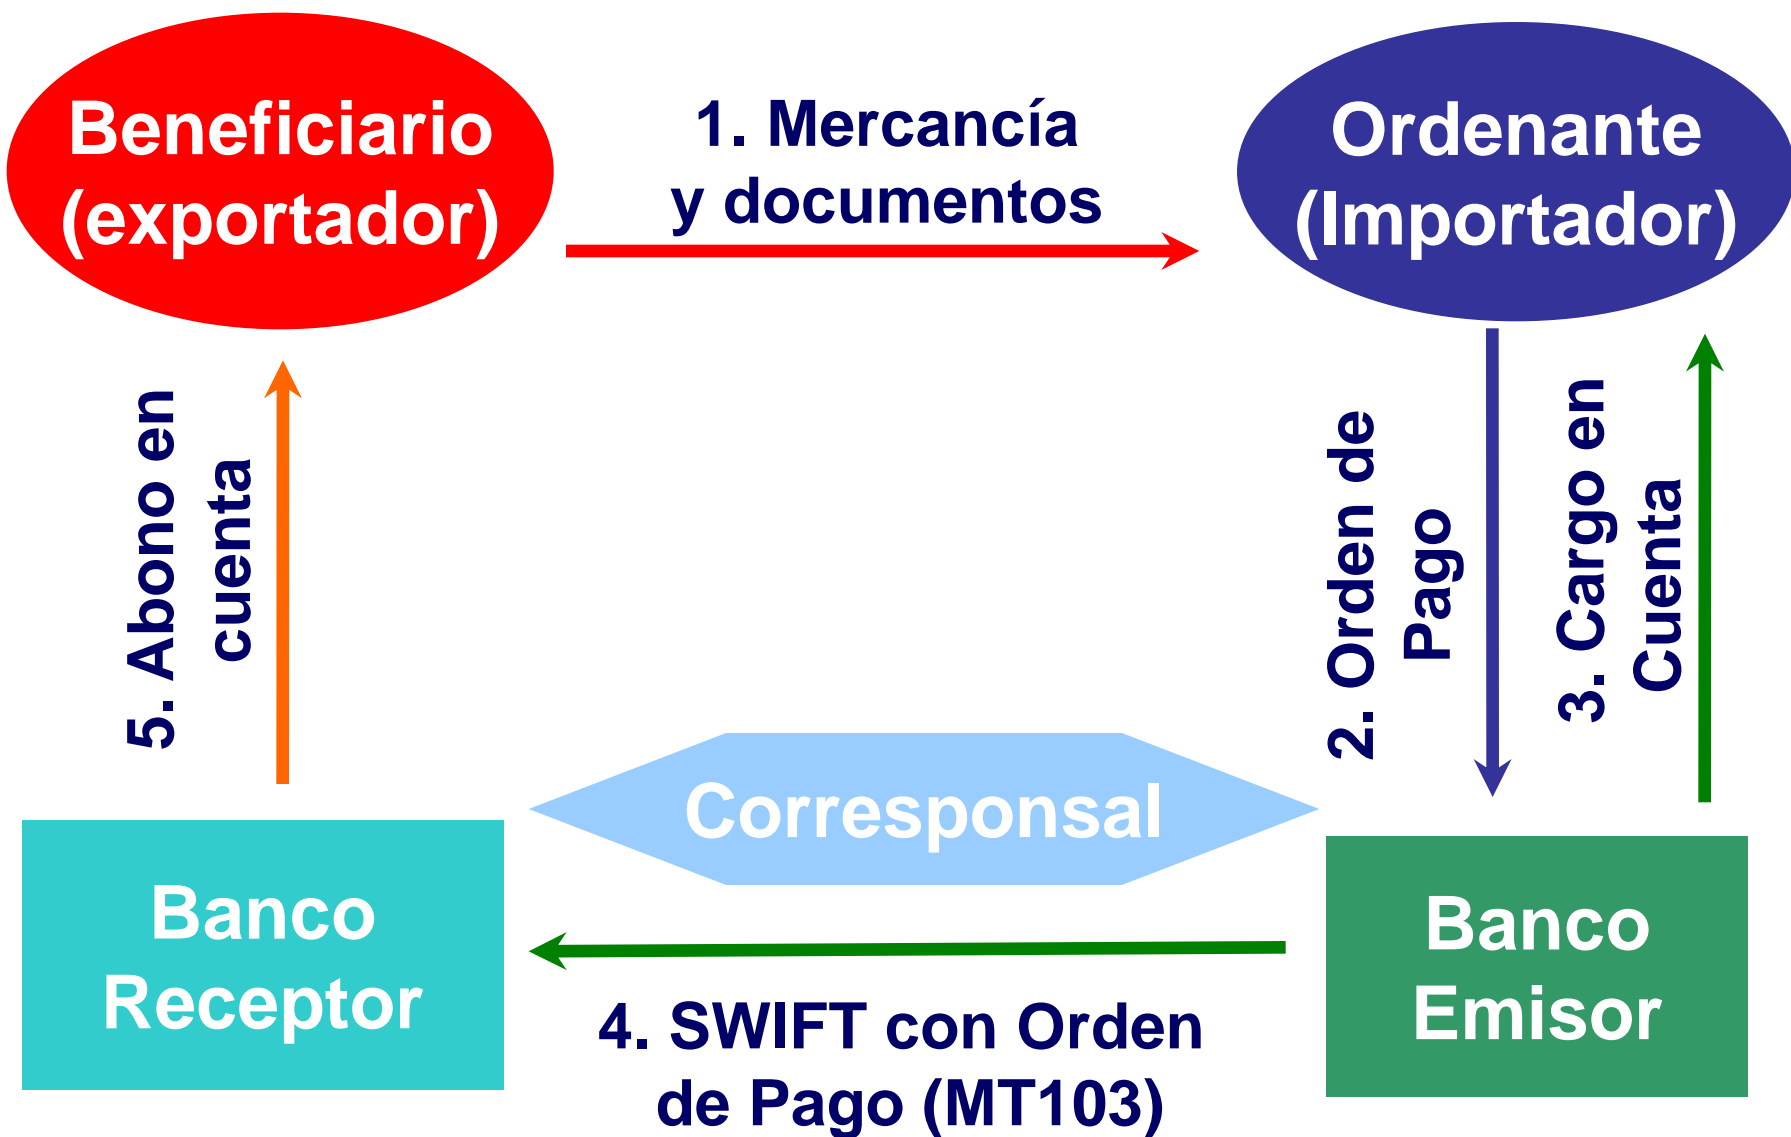 Beneficiario
(exportador)
1. Mercancía
y documentos
Ordenante
(Importador)
5. Abono en
cuenta
2. Orden de
Pago
3. Cargo en
Cuenta
Corresponsal
Banco
Receptor
Banco
Emisor
4. SWIFT con Orden
de Pago (MT103)